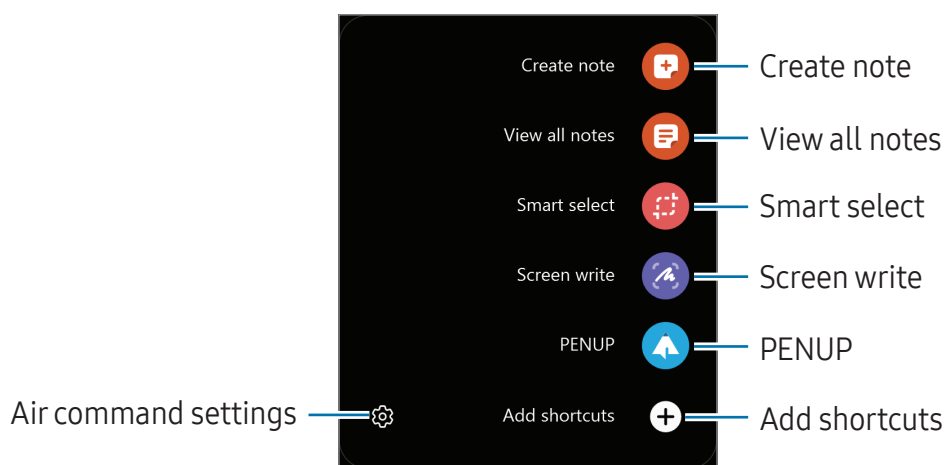 Create note Create note
View all notes View all notes
Smart select Smart select
Screen write Screen write
PENUP PENUP
Air command settings Add shortcuts Add shortcuts